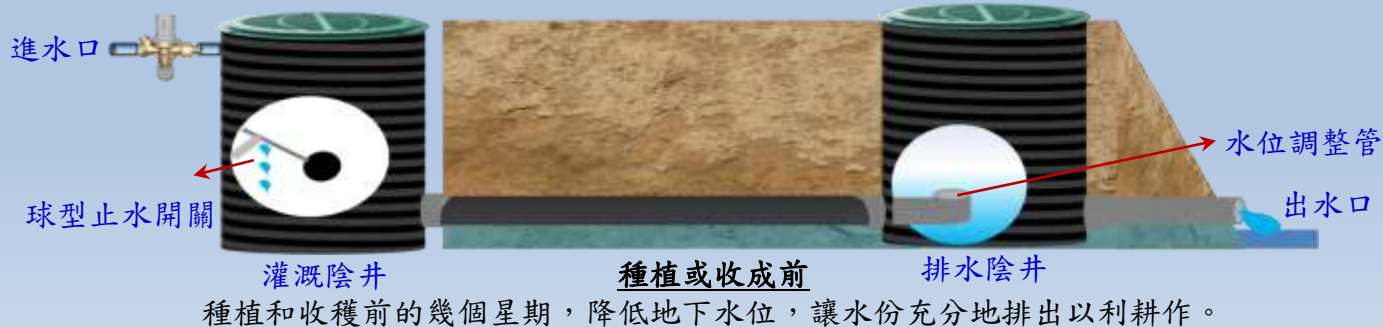 進水口
水位調整管
球型止水開關
出水口
灌溉陰井
種植或收成前
排水陰井
種植和收穫前的幾個星期，降低地下水位，讓水份充分地排出以利耕作。